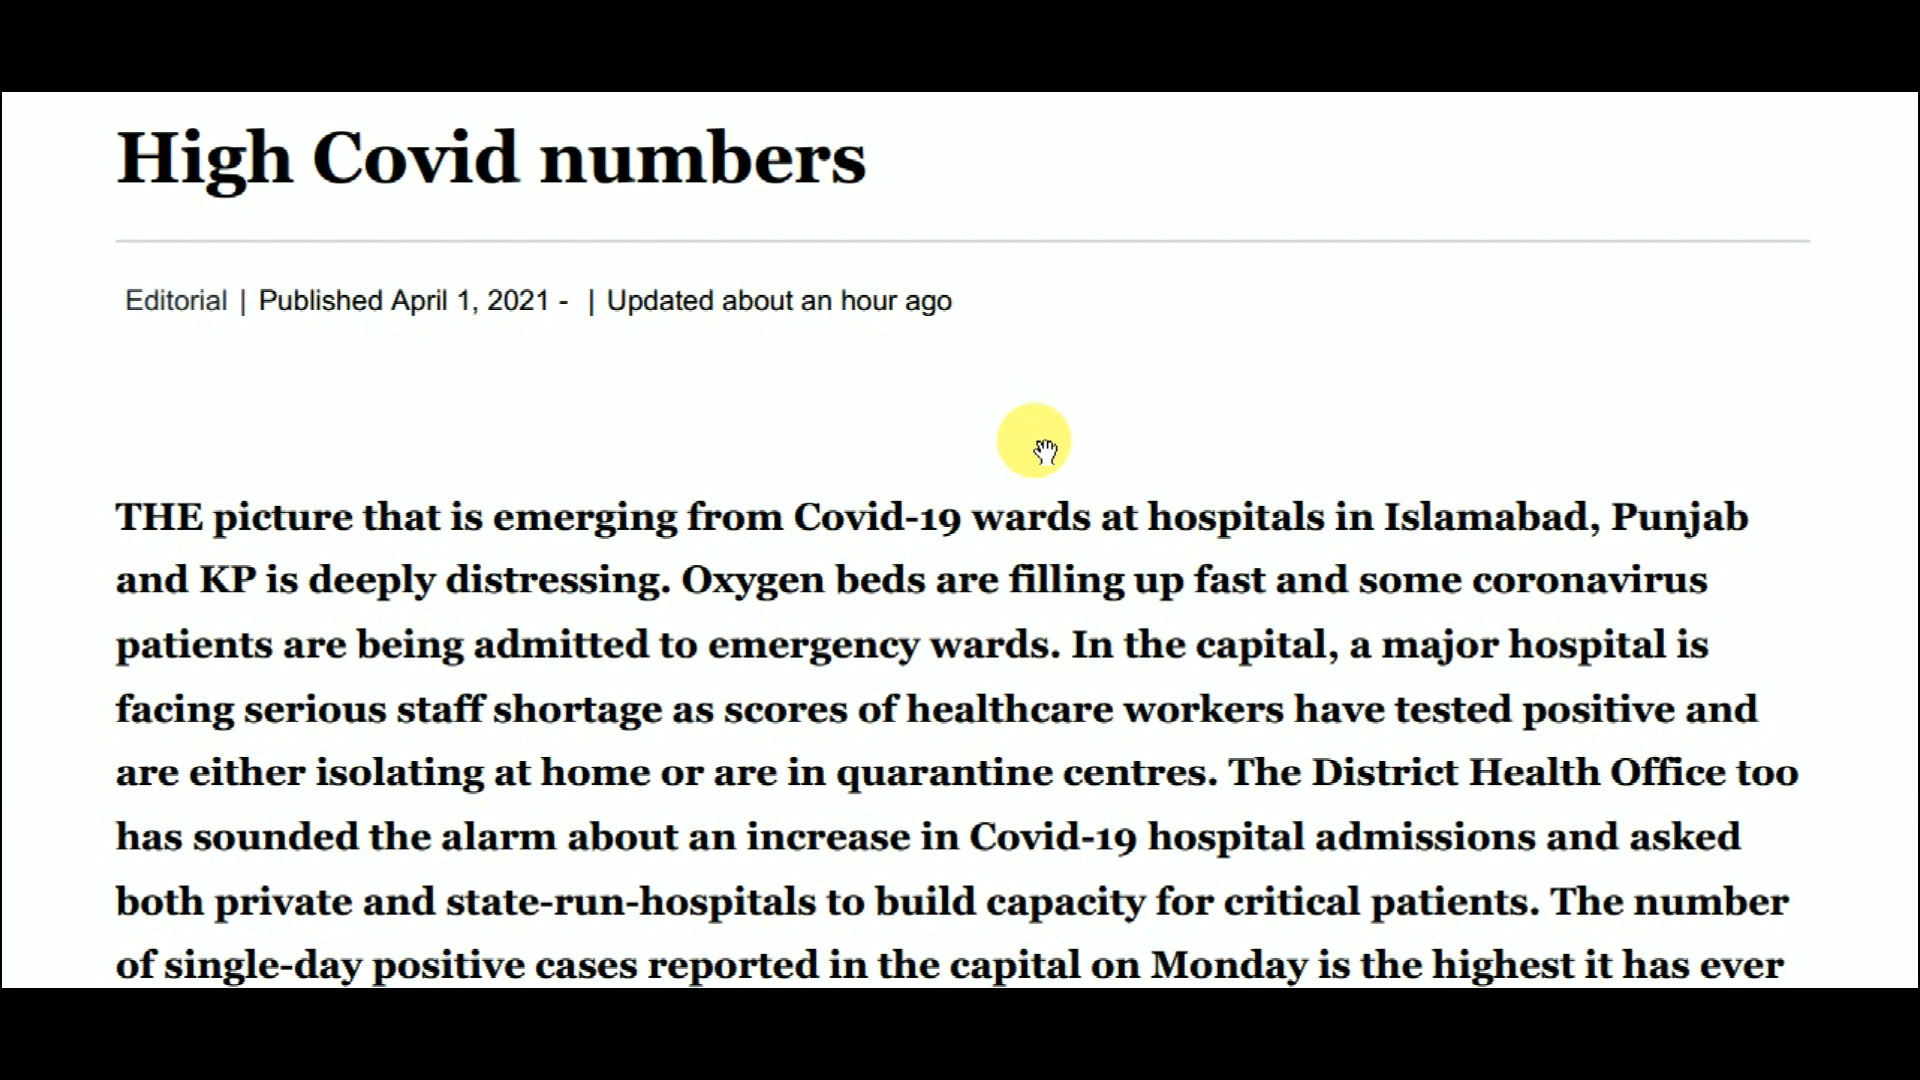 High Covid numbers
Editorial | Published April 1, 2021 - | Updated about an hour ago
THE picture that is emerging from Covid-19 wards at hospitals in Islamabad, Punjab
and KP is deeply distressing. Oxygen beds are filling up fast and some coronavirus
patients are being admitted to emergency wards. In the capital, a major hospital is
facing serious staff shortage as scores of healthcare workers have tested positive and
are either isolating at home or are in quarantine centres. The District Health Office too
has sounded the alarm about an increase in Covid-19 hospital admissions and asked
both private and state-run-hospitals to build capacity for critical patients. The number
of single-day positive cases reported in the capital on Monday is the highest it has ever